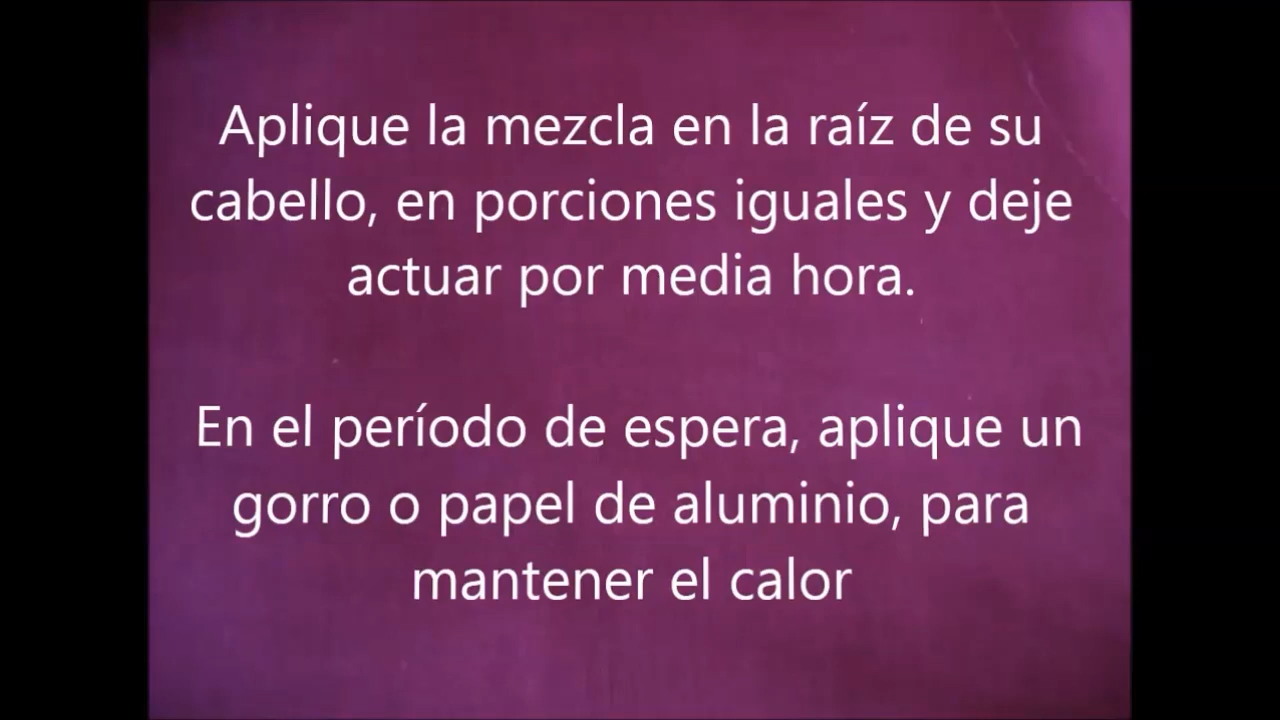 Aplique la mezcla en la raíz de su
cabello, en porciones iguales y deje
actuar por media hora.
En el período de espera, aplique un
gorro o papel de aluminio, para
mantener el calor